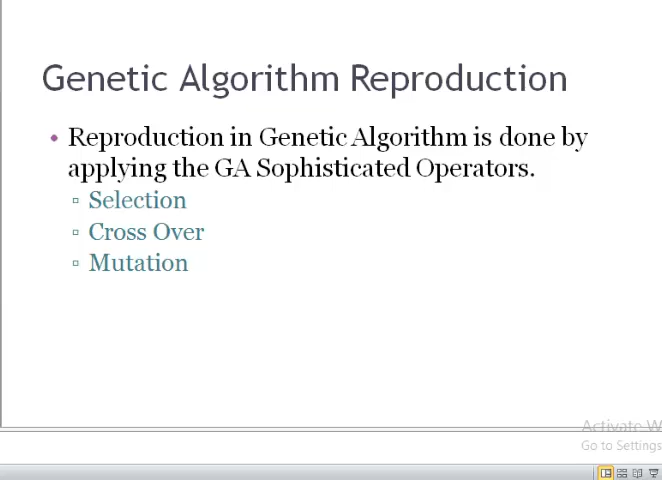 Genetic Algorithm Reproduction
• Reproduction in Genetic Algorithm is done by
applying the GA Sophisticated Operators.
▫ Selection
▫ Cross Over
▫ Mutation
Activate W
Go to Settings